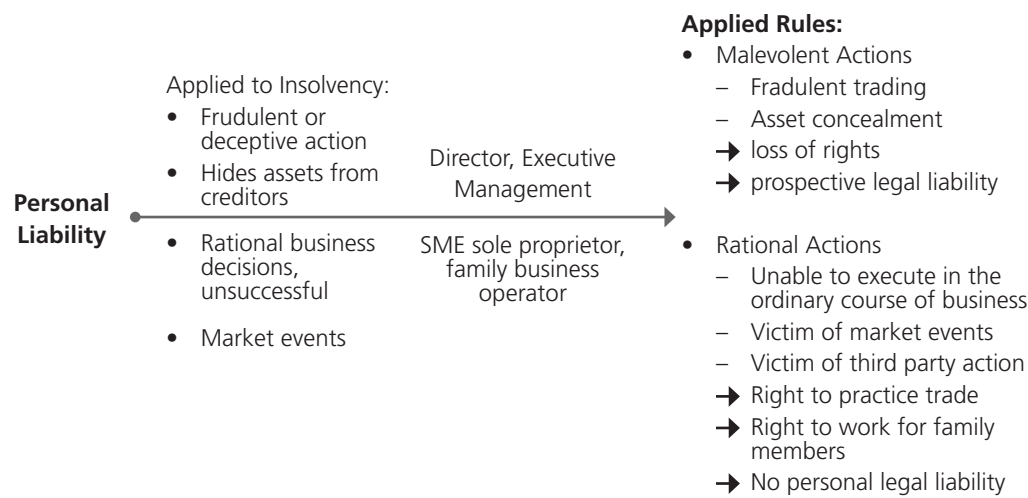 Personal
Liability
Applied to Insolvency:
• Frudulent or
deceptive action
• Hides assets from
creditors
• Rational business
decisions,
unsuccessful
• Market events
Director, Executive
Management
SME sole proprietor,
family business
operator
Applied Rules:
• Malevolent Actions
– Fradulent trading
– Asset concealment
➔ loss of rights
➔ prospective legal liability
• Rational Actions
– Unable to execute in the
ordinary course of business
– Victim of market events
– Victim of third party action
➔ Right to practice trade
➔ Right to work for family
members
➔ No personal legal liability